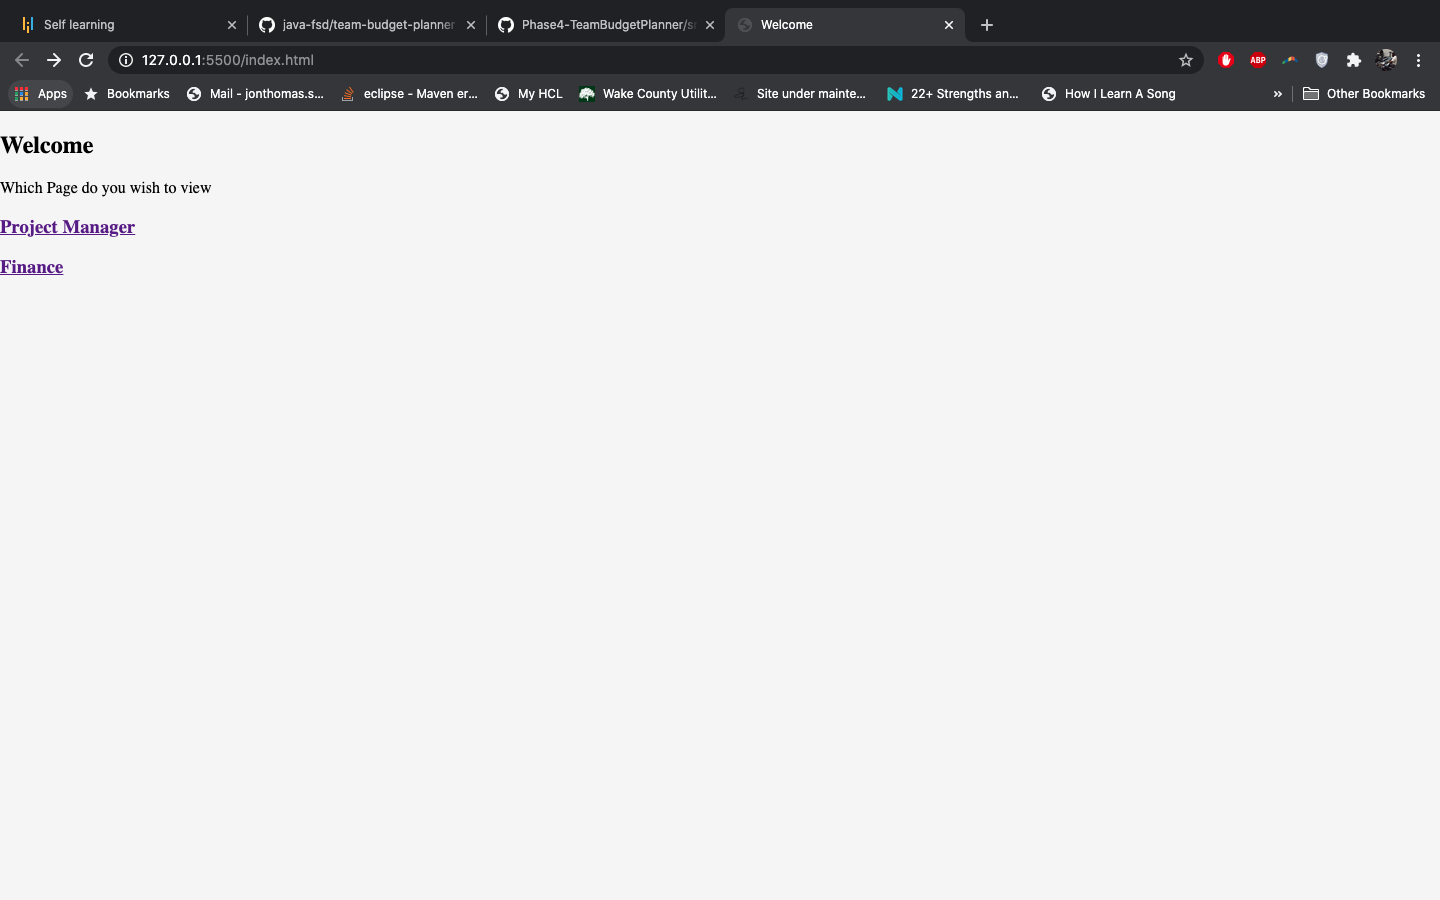 Self learning
java-fsd/team-budget-planner
Phase4-TeamBudgetPlanner/
Welcome
127.0.0.1:5500/index.html
ABP
Apps
Bookmarks
Mail - jonthomas.s...
eclipse - Maven er...
My HCL
Wake County Utilit...
Site under mainte...
22+ Strengths an...
How I Learn A Song
»
Other Bookmarks
Welcome
Which Page do you wish to view
Project Manager
Finance